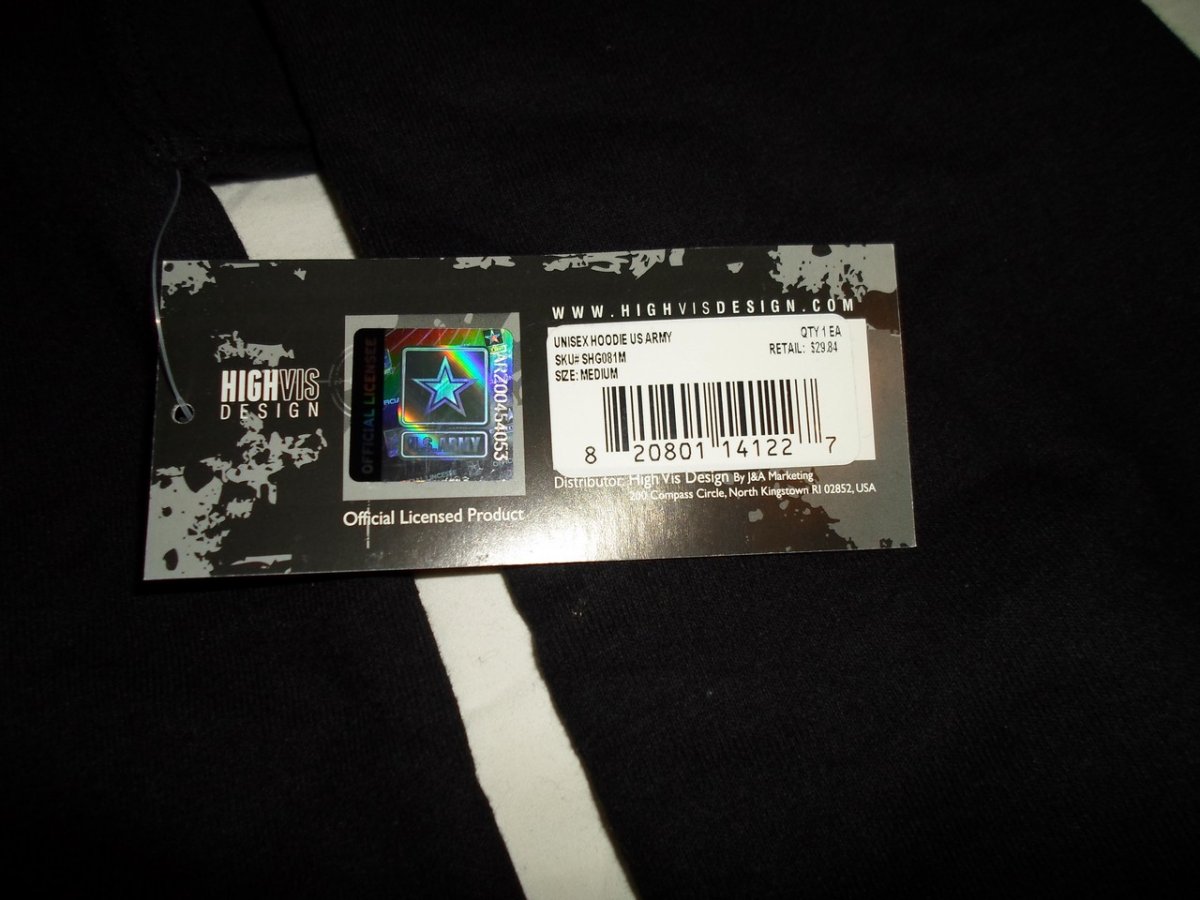 WWW.HIGHVISDESIGN.COM
UNISEX HOODIE US ARMY
QTY 1 EA
SKU# SHG081M
RETAIL: $29.84
SIZE: MEDIUM
8 20801 14122 7
Distributor: High Vis Design By J&A Marketing
200 Compass Circle, North Kingstown RI 02852, USA
HIGHVIS
DESIGN
OFFICIAL LICENSEE
U.S. ARMY
AR200454053
Official Licensed Product